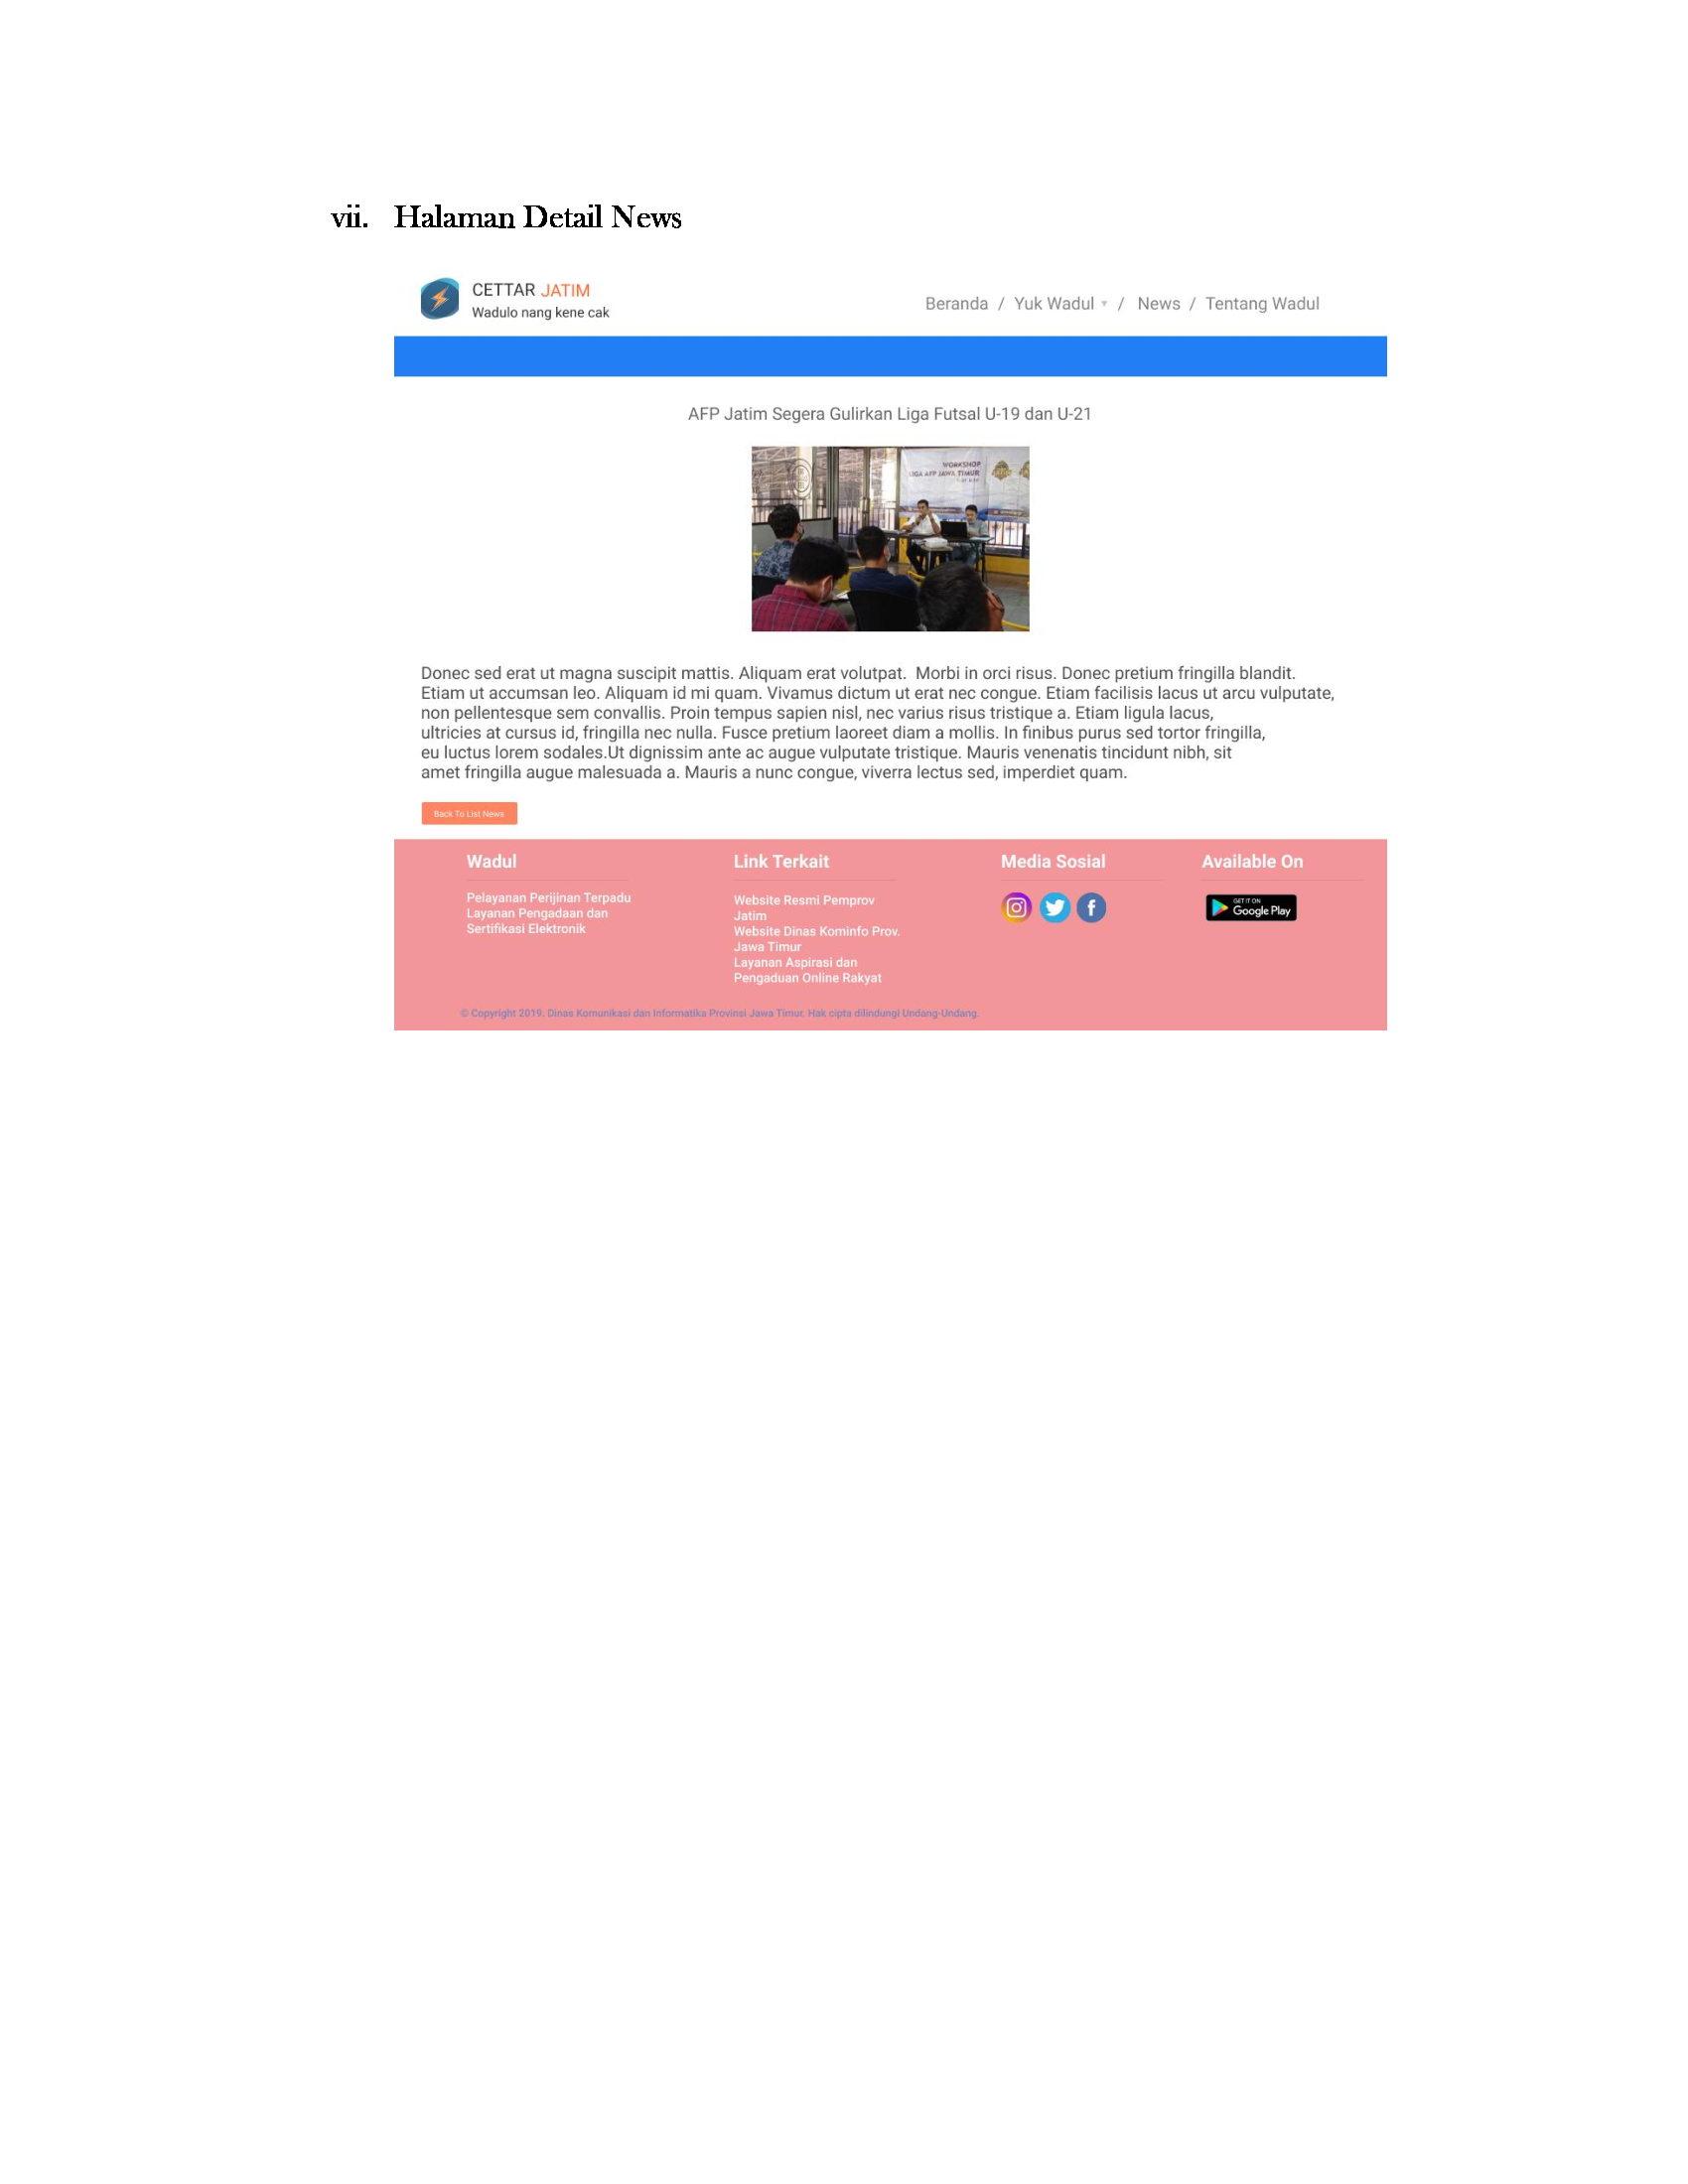 vii. Halaman Detail News
CETTAR JATIM
Wadulo nang kene cak
Beranda / Yuk Wadul ▾ / News / Tentang Wadul
AFP Jatim Segera Gulirkan Liga Futsal U-19 dan U-21
WORKSHOP
LIGA AFP JAWA TIMUR
Donec sed erat ut magna suscipit mattis. Aliquam erat volutpat. Morbi in orci risus. Donec pretium fringilla blandit.
Etiam ut accumsan leo. Aliquam id mi quam. Vivamus dictum ut erat nec congue. Etiam facilisis lacus ut arcu vulputate,
non pellentesque sem convallis. Proin tempus sapien nisl, nec varius risus tristique a. Etiam ligula lacus,
ultricies at cursus id, fringilla nec nulla. Fusce pretium laoreet diam a mollis. In finibus purus sed tortor fringilla,
eu luctus lorem sodales.Ut dignissim ante ac augue vulputate tristique. Mauris venenatis tincidunt nibh, sit
amet fringilla augue malesuada a. Mauris a nunc congue, viverra lectus sed, imperdiet quam.
Back To List News
Wadul
Pelayanan Perijinan Terpadu
Layanan Pengadaan dan
Sertifikasi Elektronik
Link Terkait
Website Resmi Pemprov
Jatim
Website Dinas Kominfo Prov.
Jawa Timur
Layanan Aspirasi dan
Pengaduan Online Rakyat
Media Sosial
Available On
GET IT ON
Google Play
© Copyright 2019. Dinas Komunikasi dan Informatika Provinsi Jawa Timur. Hak cipta dilindungi Undang-Undang.